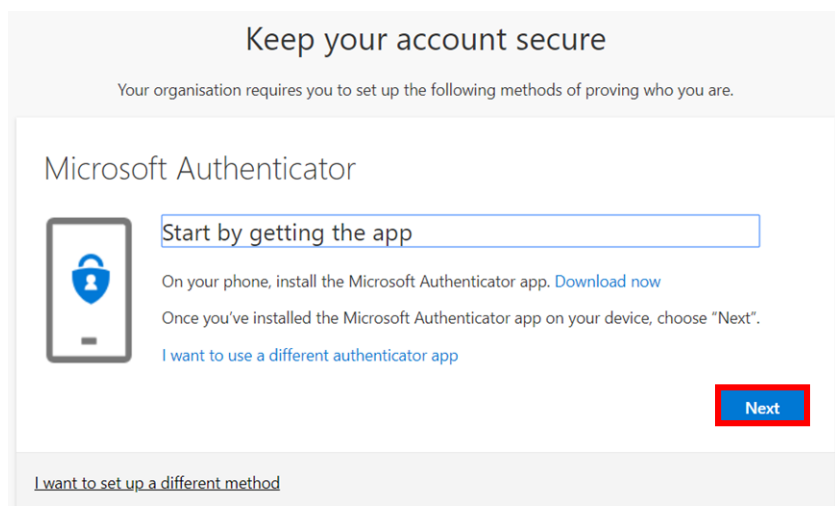 Keep your account secure
Your organisation requires you to set up the following methods of proving who you are.
Microsoft Authenticator
Start by getting the app
On your phone, install the Microsoft Authenticator app. Download now
Once you've installed the Microsoft Authenticator app on your device, choose "Next".
I want to use a different authenticator app
Next
I want to set up a different method